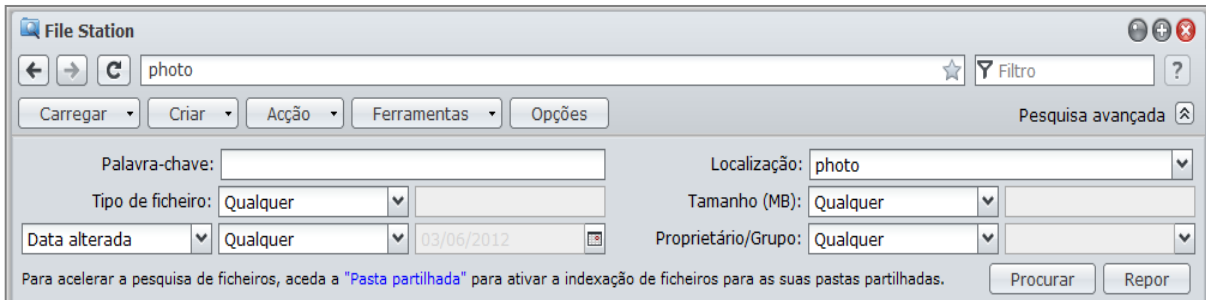 File Station
photo Filtro ?
Carregar Criar Acção Ferramentas Opções Pesquisa avançada
Palavra-chave: Localização: photo
Tipo de ficheiro: Qualquer Tamanho (MB): Qualquer
Data alterada Qualquer 03/06/2012 Proprietário/Grupo: Qualquer
Para acelerar a pesquisa de ficheiros, aceda a "Pasta partilhada" para ativar a indexação de ficheiros para as suas pastas partilhadas. Procurar Repor